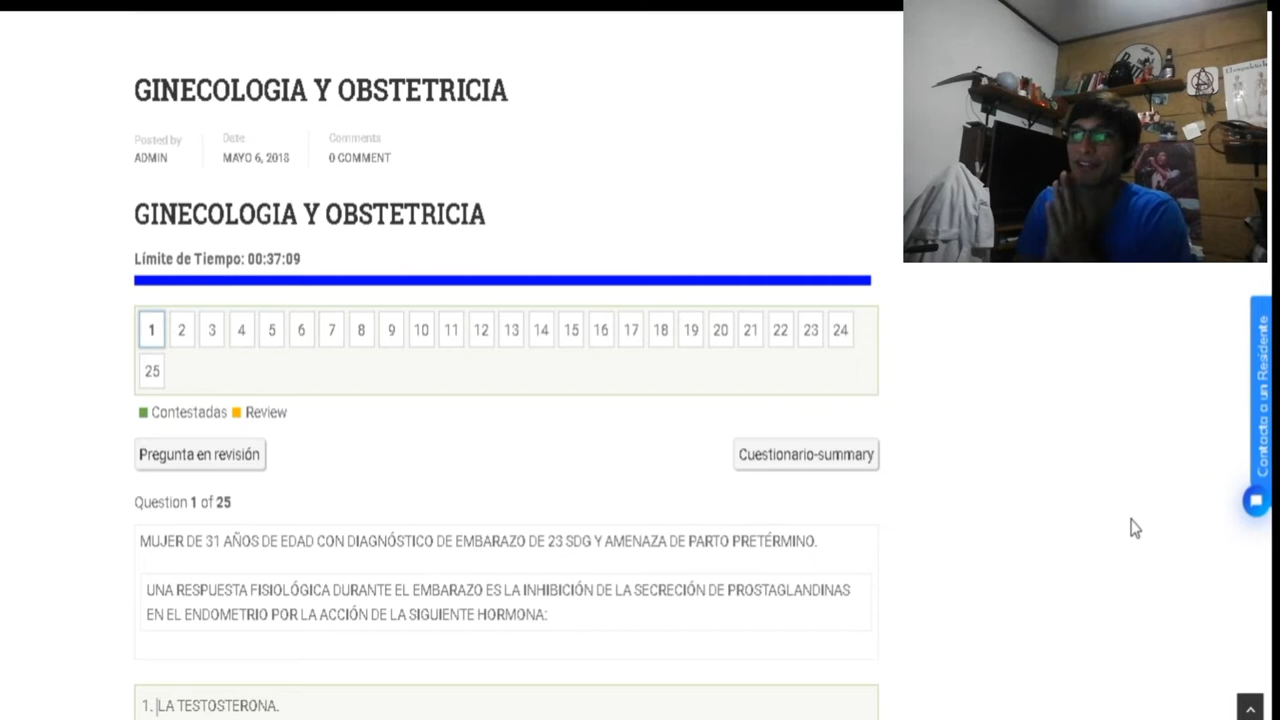 GINECOLOGIA Y OBSTETRICIA
Posted by
ADMIN
Date
MAYO 6, 2018
Comments
0 COMMENT
GINECOLOGIA Y OBSTETRICIA
Límite de Tiempo: 00:37:09
1 2 3 4 5 6 7 8 9 10 11 12 13 14 15 16 17 18 19 20 21 22 23 24
25
Contestadas Review
Pregunta en revisión
Cuestionario-summary
Question 1 of 25
MUJER DE 31 AÑOS DE EDAD CON DIAGNÓSTICO DE EMBARAZO DE 23 SDG Y AMENAZA DE PARTO PRETÉRMINO.
UNA RESPUESTA FISIOLÓGICA DURANTE EL EMBARAZO ES LA INHIBICIÓN DE LA SECRECIÓN DE PROSTAGLANDINAS
EN EL ENDOMETRIO POR LA ACCIÓN DE LA SIGUIENTE HORMONA:
1. LA TESTOSTERONA.
Contacta a un Residente